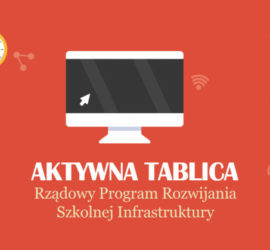 AKTYWNA TABLICA
Rządowy Program Rozwijania
Szkolnej Infrastruktury